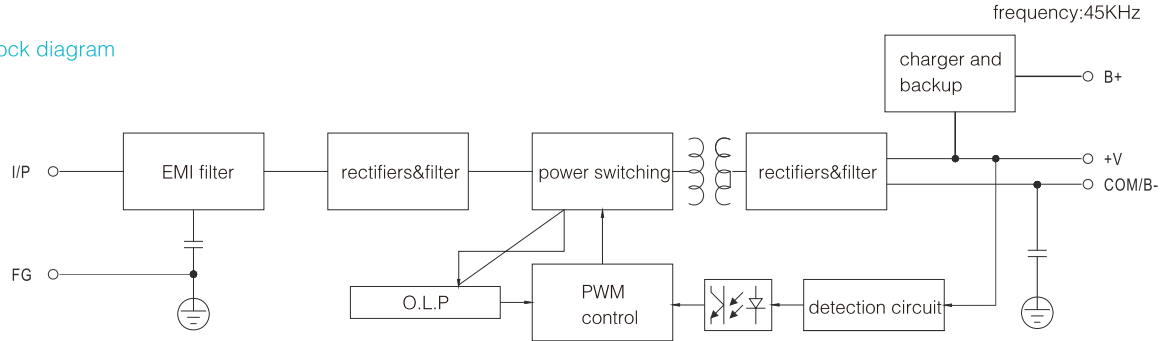 frequency:45KHz
ock diagram
charger and
backup
B+
I/P
EMI filter
rectifiers&filter
power switching
rectifiers&filter
+V
COM/B-
FG
O.L.P
PWM
control
detection circuit